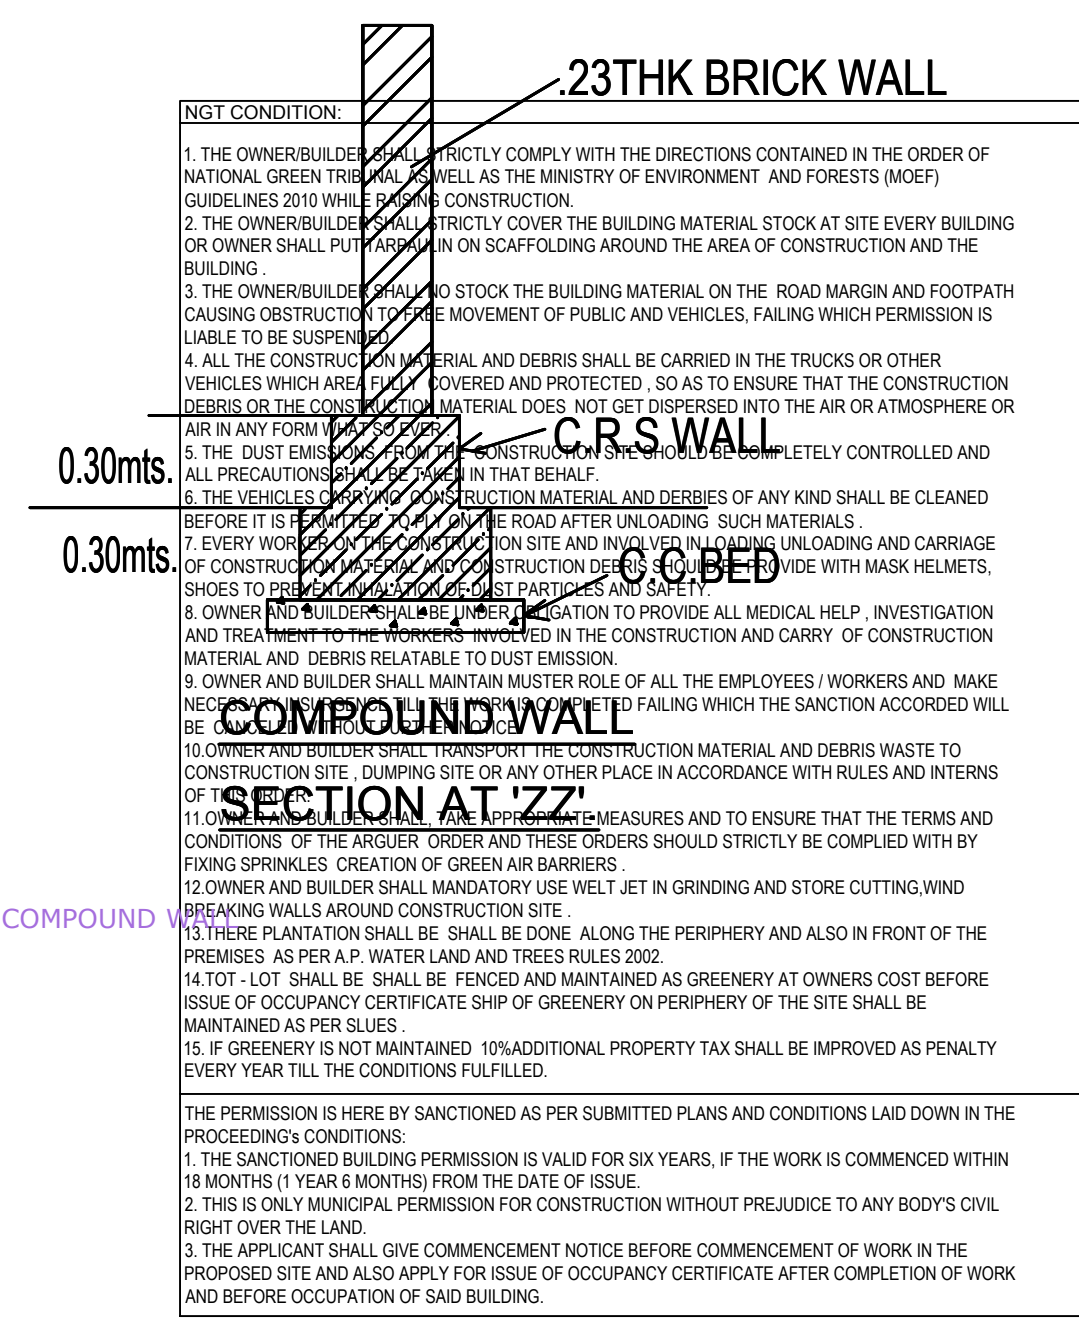 .23THK BRICK WALL
NGT CONDITION:
1. THE OWNER/BUILDER SHALL STRICTLY COMPLY WITH THE DIRECTIONS CONTAINED IN THE ORDER OF
NATIONAL GREEN TRIBUNAL AS WELL AS THE MINISTRY OF ENVIRONMENT AND FORESTS (MOEF)
GUIDELINES 2010 WHILE RAISING CONSTRUCTION.
2. THE OWNER/BUILDER SHALL STRICTLY COVER THE BUILDING MATERIAL STOCK AT SITE EVERY BUILDING
OR OWNER SHALL PUT TARPAULIN ON SCAFFOLDING AROUND THE AREA OF CONSTRUCTION AND THE
BUILDING .
3. THE OWNER/BUILDER SHALL NO STOCK THE BUILDING MATERIAL ON THE ROAD MARGIN AND FOOTPATH
CAUSING OBSTRUCTION TO FREE MOVEMENT OF PUBLIC AND VEHICLES, FAILING WHICH PERMISSION IS
LIABLE TO BE SUSPENDED.
4. ALL THE CONSTRUCTION MATERIAL AND DEBRIS SHALL BE CARRIED IN THE TRUCKS OR OTHER
VEHICLES WHICH AREA FULLY COVERED AND PROTECTED , SO AS TO ENSURE THAT THE CONSTRUCTION
DEBRIS OR THE CONSTRUCTION MATERIAL DOES NOT GET DISPERSED INTO THE AIR OR ATMOSPHERE OR
AIR IN ANY FORM WHAT SO EVER.
C.R.S WALL
0.30mts.
5. THE DUST EMISSIONS FROM THE CONSTRUCTION SITE SHOULD BE COMPLETELY CONTROLLED AND
ALL PRECAUTIONS SHALL BE TAKEN IN THAT BEHALF.
6. THE VEHICLES CARRYING CONSTRUCTION MATERIAL AND DERBIES OF ANY KIND SHALL BE CLEANED
BEFORE IT IS PERMITTED TO PLY ON THE ROAD AFTER UNLOADING SUCH MATERIALS .
0.30mts.
7. EVERY WORKER ON THE CONSTRUCTION SITE AND INVOLVED IN LOADING UNLOADING AND CARRIAGE
OF CONSTRUCTION MATERIAL AND CONSTRUCTION DEBRIS SHOULD BE PROVIDE WITH MASK HELMETS,
C.C.BED
SHOES TO PREVENT INHALATION OF DUST PARTICLES AND SAFETY.
8. OWNER AND BUILDER SHALL BE UNDER OBLIGATION TO PROVIDE ALL MEDICAL HELP , INVESTIGATION
AND TREATMENT TO THE WORKERS INVOLVED IN THE CONSTRUCTION AND CARRY OF CONSTRUCTION
MATERIAL AND DEBRIS RELATABLE TO DUST EMISSION.
9. OWNER AND BUILDER SHALL MAINTAIN MUSTER ROLE OF ALL THE EMPLOYEES / WORKERS AND MAKE
NECESSARY INSURGENCE TILL THE WORK IS COMPLETED FAILING WHICH THE SANCTION ACCORDED WILL
BE CANCELED WITHOUT FURTHER NOTICE.
COMPOUND WALL
10.OWNER AND BUILDER SHALL TRANSPORT THE CONSTRUCTION MATERIAL AND DEBRIS WASTE TO
CONSTRUCTION SITE , DUMPING SITE OR ANY OTHER PLACE IN ACCORDANCE WITH RULES AND INTERNS
OF THIS ORDER.
SECTION AT 'ZZ'.
11.OWNER AND BUILDER SHALL, TAKE APPROPRIATE MEASURES AND TO ENSURE THAT THE TERMS AND
CONDITIONS OF THE ARGUER ORDER AND THESE ORDERS SHOULD STRICTLY BE COMPLIED WITH BY
FIXING SPRINKLES CREATION OF GREEN AIR BARRIERS .
12.OWNER AND BUILDER SHALL MANDATORY USE WELT JET IN GRINDING AND STORE CUTTING,WIND
BREAKING WALLS AROUND CONSTRUCTION SITE .
COMPOUND WALL
13.THERE PLANTATION SHALL BE SHALL BE DONE ALONG THE PERIPHERY AND ALSO IN FRONT OF THE
PREMISES AS PER A.P. WATER LAND AND TREES RULES 2002.
14.TOT - LOT SHALL BE SHALL BE FENCED AND MAINTAINED AS GREENERY AT OWNERS COST BEFORE
ISSUE OF OCCUPANCY CERTIFICATE SHIP OF GREENERY ON PERIPHERY OF THE SITE SHALL BE
MAINTAINED AS PER SLUES .
15. IF GREENERY IS NOT MAINTAINED 10%ADDITIONAL PROPERTY TAX SHALL BE IMPROVED AS PENALTY
EVERY YEAR TILL THE CONDITIONS FULFILLED.
THE PERMISSION IS HERE BY SANCTIONED AS PER SUBMITTED PLANS AND CONDITIONS LAID DOWN IN THE
PROCEEDING's CONDITIONS:
1. THE SANCTIONED BUILDING PERMISSION IS VALID FOR SIX YEARS, IF THE WORK IS COMMENCED WITHIN
18 MONTHS (1 YEAR 6 MONTHS) FROM THE DATE OF ISSUE.
2. THIS IS ONLY MUNICIPAL PERMISSION FOR CONSTRUCTION WITHOUT PREJUDICE TO ANY BODY'S CIVIL
RIGHT OVER THE LAND.
3. THE APPLICANT SHALL GIVE COMMENCEMENT NOTICE BEFORE COMMENCEMENT OF WORK IN THE
PROPOSED SITE AND ALSO APPLY FOR ISSUE OF OCCUPANCY CERTIFICATE AFTER COMPLETION OF WORK
AND BEFORE OCCUPATION OF SAID BUILDING.